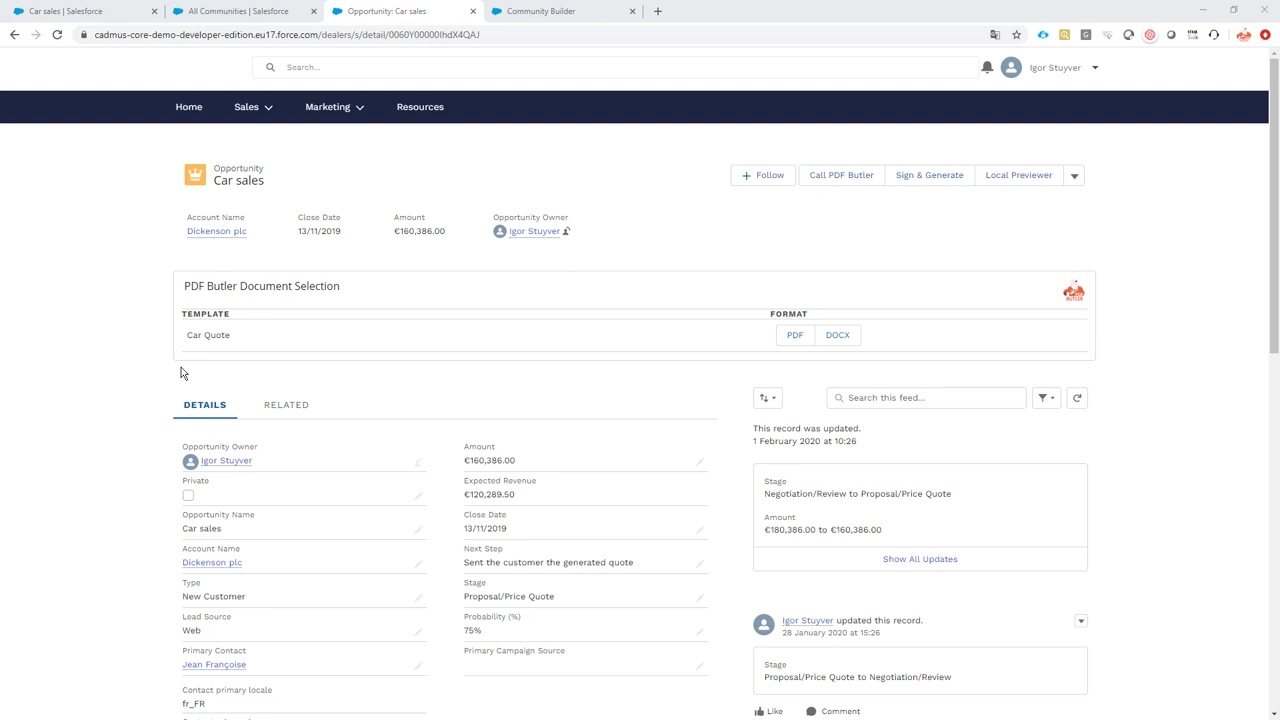 Car sales | Salesforce
All Communities | Salesforce
Opportunity: Car sales
Community Builder
cadmus-core-demo-developer-edition.eu17.force.com/dealers/s/detail/0060Y00000IhdX4QAJ
Search...
Igor Stuyver
Home
Sales
Marketing
Resources
Opportunity
Car sales
Follow
Call PDF Butler
Sign & Generate
Local Previewer
Account Name
Close Date
Amount
Opportunity Owner
Dickenson plc
13/11/2019
€160,386.00
Igor Stuyver
PDF Butler Document Selection
TEMPLATE
FORMAT
Car Quote
PDF
DOCX
DETAILS
RELATED
Opportunity Owner
Igor Stuyver
Private
Opportunity Name
Car sales
Account Name
Dickenson plc
Type
New Customer
Lead Source
Web
Primary Contact
Jean Françoise
Contact primary locale
fr_FR
Amount
€160,386.00
Expected Revenue
€120,289.50
Close Date
13/11/2019
Next Step
Sent the customer the generated quote
Stage
Proposal/Price Quote
Probability (%)
75%
Primary Campaign Source
Search this feed...
This record was updated.
1 February 2020 at 10:26
Stage
Negotiation/Review to Proposal/Price Quote
Amount
€180,386.00 to €160,386.00
Show All Updates
Igor Stuyver updated this record.
28 January 2020 at 15:26
Stage
Proposal/Price Quote to Negotiation/Review
Like
Comment